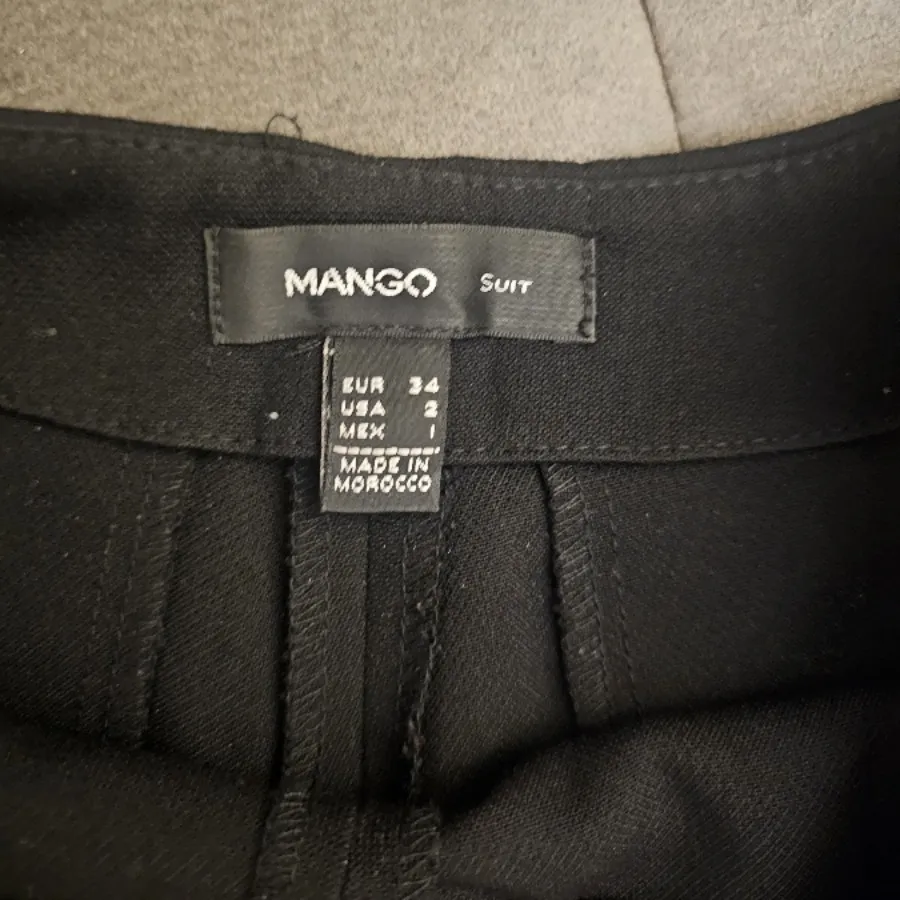 MANGO SUIT
EUR 34
USA 2
MEX 1
MADE IN
MOROCCO